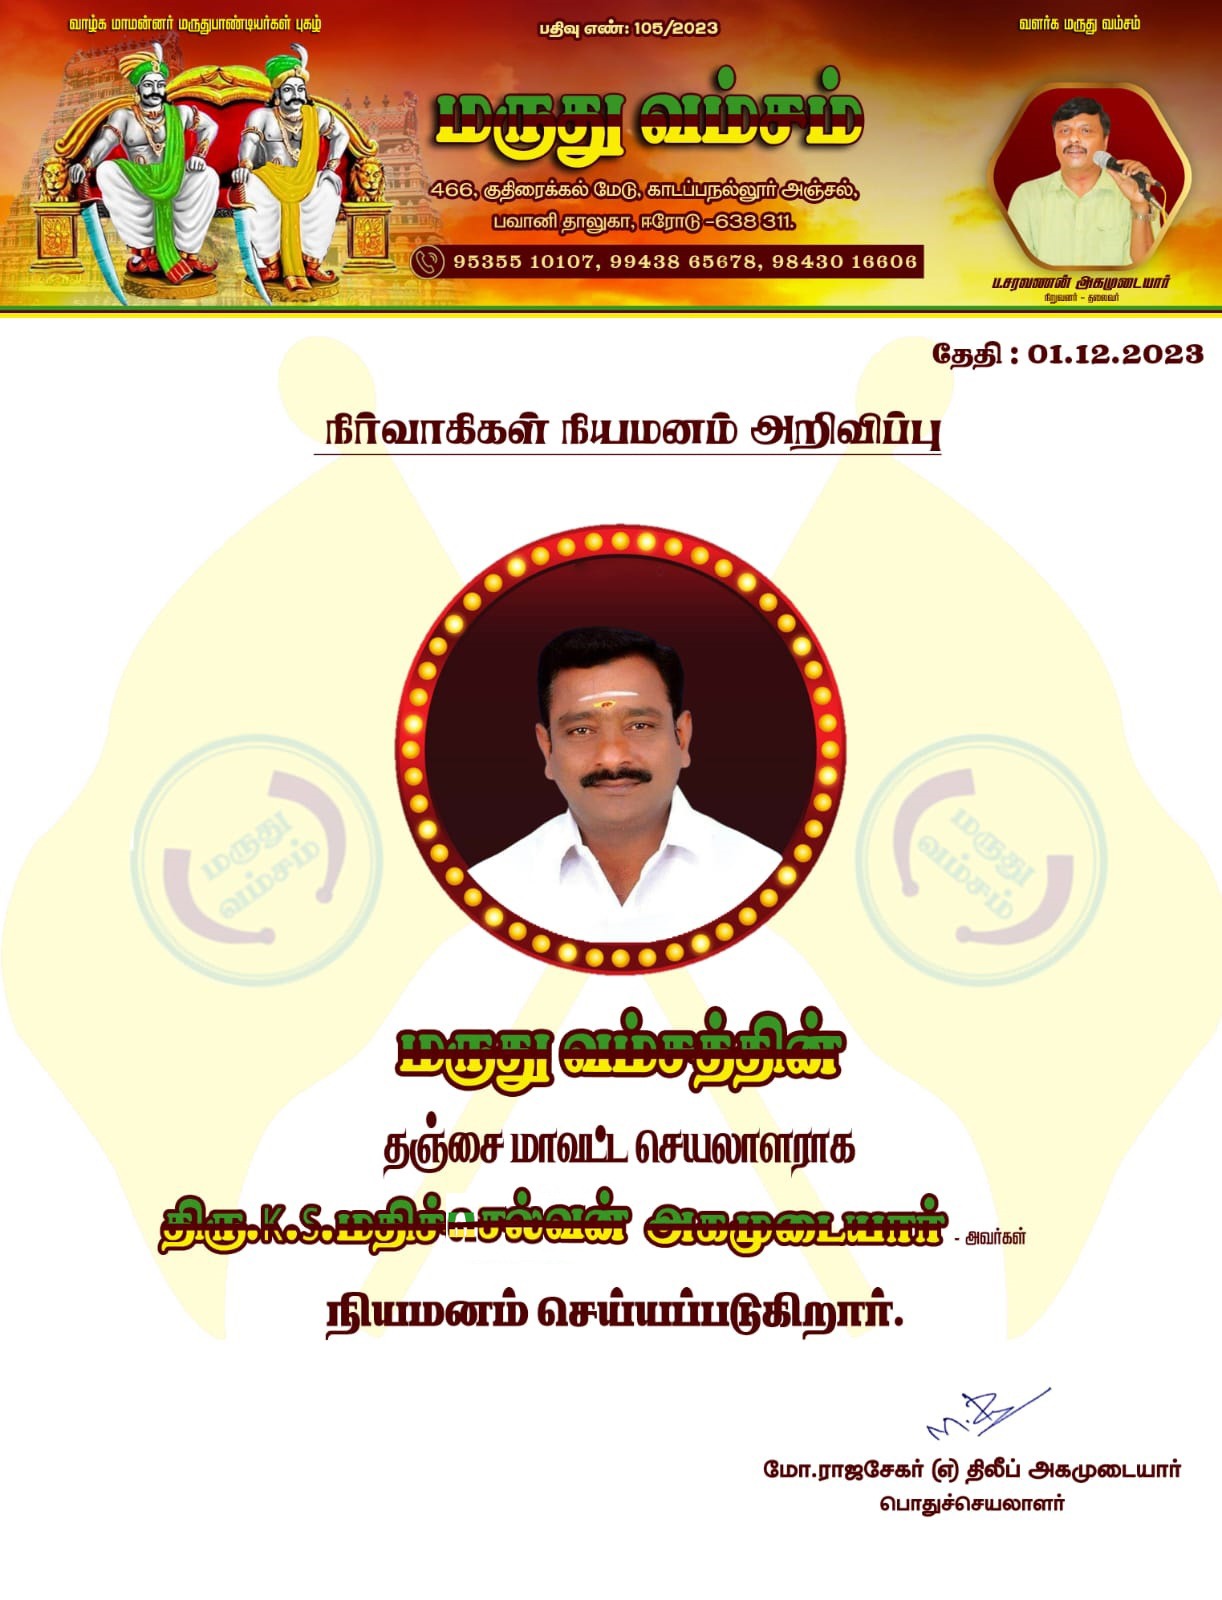 வாழ்க மாமன்னர் மருதுபாண்டியர்கள் புகழ்
பதிவு எண்: 105/2023
வளர்க மருது வம்சம்
மருது வம்சம்
466, குதிரைக்கல் மேடு, காடப்பநல்லூர் அஞ்சல்,
பவானி தாலுகா, ஈரோடு -638 311.
95355 10107, 99438 65678, 98430 16606
ப.சரவணன் அகமுடையார்
நிறுவனர் - தலைவர்
தேதி : 01.12.2023
நிர்வாகிகள் நியமனம் அறிவிப்பு
மருது
வம்சம்
மருது
வம்சம்
மருது வம்சத்தின்
தஞ்சை மாவட்ட செயலாளராக
திரு.K.S.மதிச்செல்வன் அகமுடையார் - அவர்கள்
நியமனம் செய்யப்படுகிறார்.
மோ.ராஜசேகர் (எ) திலீப் அகமுடையார்
பொதுச்செயலாளர்